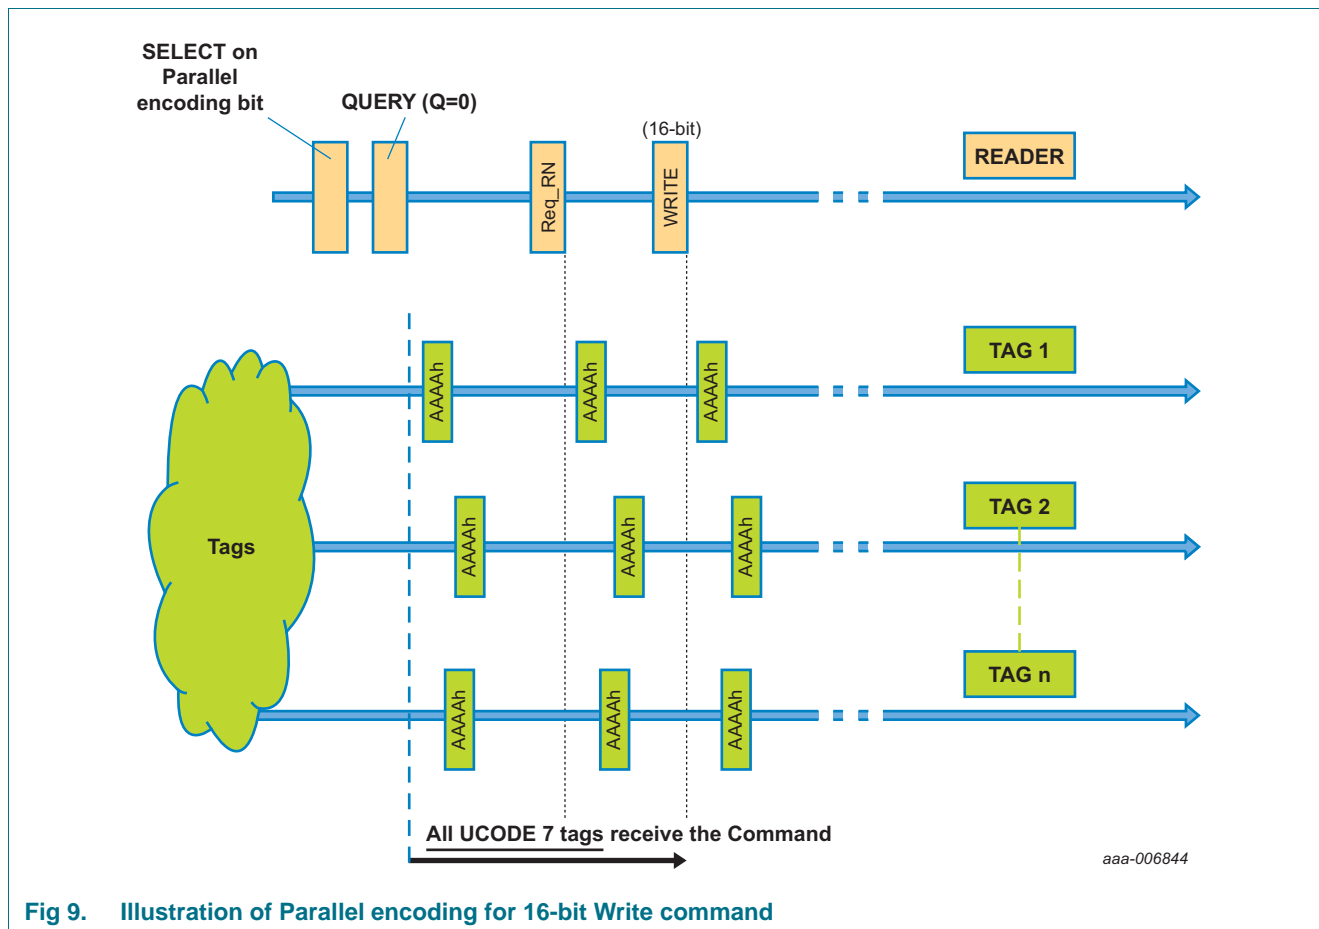 SELECT on
Parallel
encoding bit
QUERY (Q=0)
(16-bit)
Req_RN
WRITE
READER
AAAAh
AAAAh
AAAAh
TAG 1
Tags
AAAAh
AAAAh
AAAAh
TAG 2
AAAAh
AAAAh
AAAAh
TAG n
All UCODE 7 tags receive the Command
aaa-006844
Fig 9. Illustration of Parallel encoding for 16-bit Write command